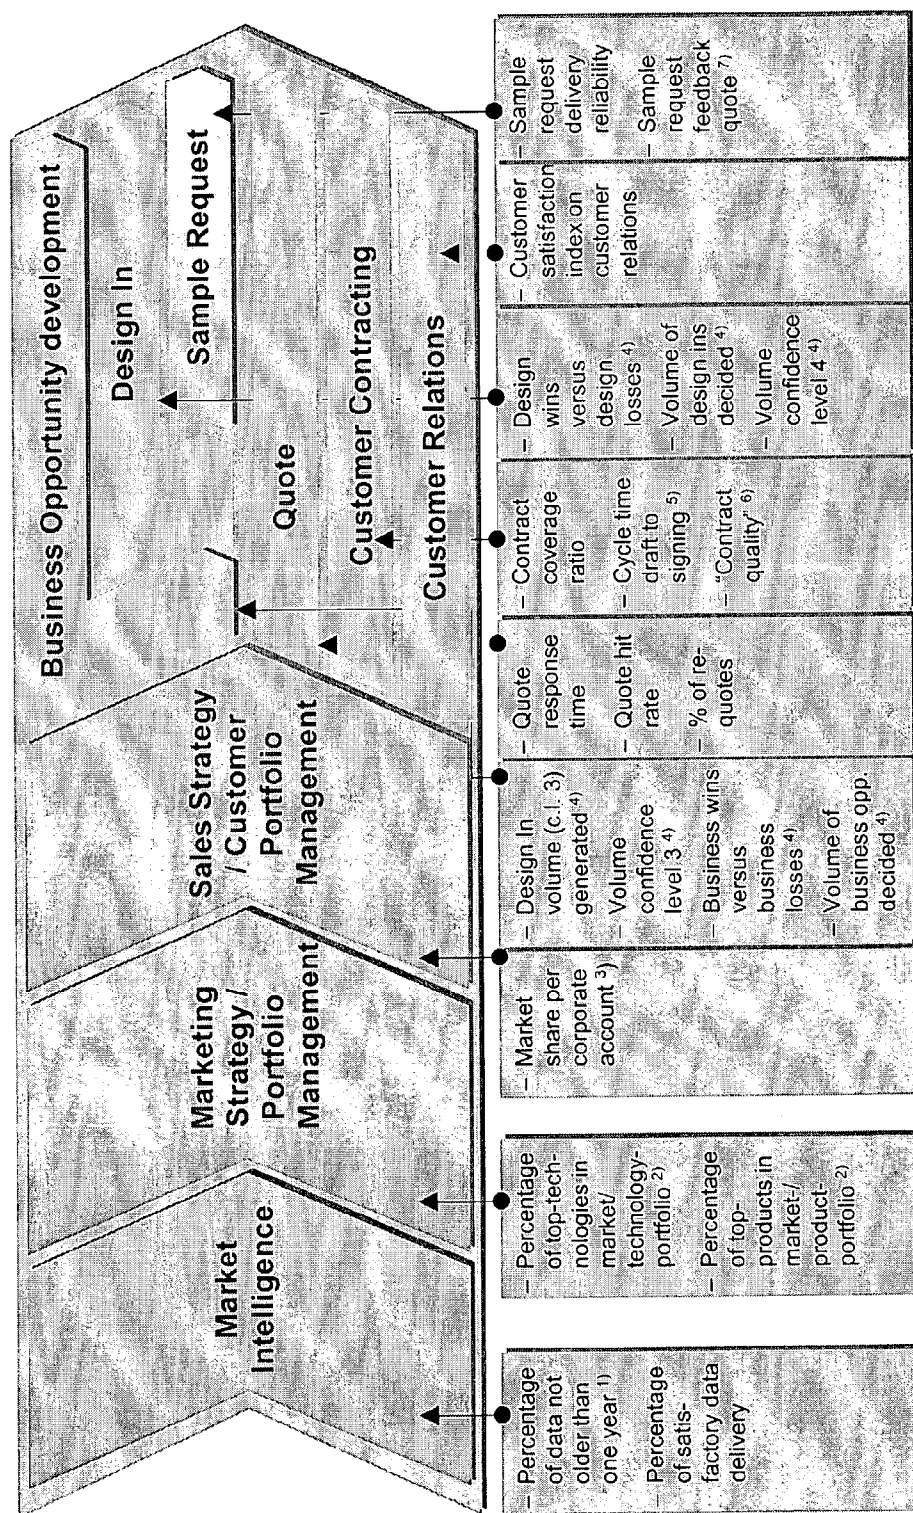 Market
Intelligence
Marketing
Strategy /
Portfolio
Management
Sales Strategy
/ Customer
Portfolio
Management
Business Opportunity development
Design In
Sample Request
Quote
Customer Contracting
Customer Relations
– Percentage
of data not
older than
one year 1)
– Percentage
of satis-
factory data
delivery
– Percentage
of top-tech-
nologies in
market/
technology-
portfolio 2)
– Percentage
of top-
products in
market-/
product-
portfolio 2)
– Market
share per
corporate
account 3)
– Design In
volume (c.l. 3)
generated 4)
– Volume
confidence
level 3 4)
– Business wins
versus
business
losses 4)
– Volume of
business opp.
decided 4)
– Quote
response
time
– Quote hit
rate
– % of re-
quotes
– Contract
coverage
ratio
– Cycle time
draft to
signing 5)
– "Contract
quality" 6)
– Design
wins
versus
design
losses 4)
– Volume of
design ins
decided 4)
– Volume
confidence
level 4 4)
– Customer
satisfaction
index on
customer
relations
– Sample
request
delivery
reliability
– Sample
request
feedback
quote 7)